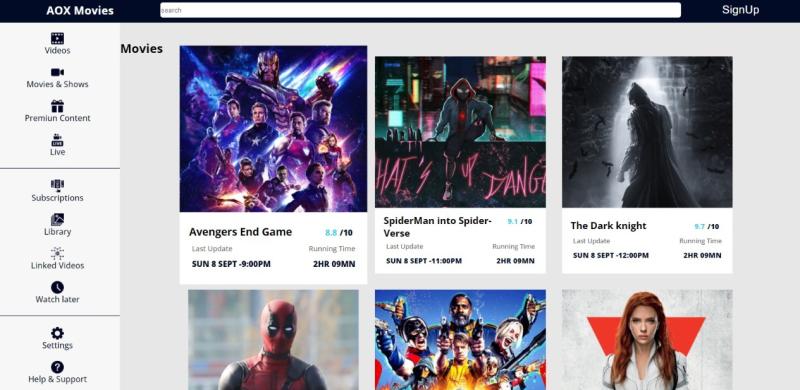 AOX Movies
search
SignUp
Videos
Movies & Shows
Premiun Content
LIVE
Live
Subscriptions
Library
Linked Videos
Watch later
Settings
Help & Support
Movies
Avengers End Game
8.8 /10
Last Update
Running Time
SUN 8 SEPT -9:00PM
2HR 09MN
HAT'S UP DANGE
SpiderMan into Spider-
Verse
9.1 /10
Last Update
Running Time
SUN 8 SEPT -11:00PM
2HR 09MN
The Dark knight
9.7 /10
Last Update
Running Time
SUN 8 SEPT -12:00PM
2HR 09MN